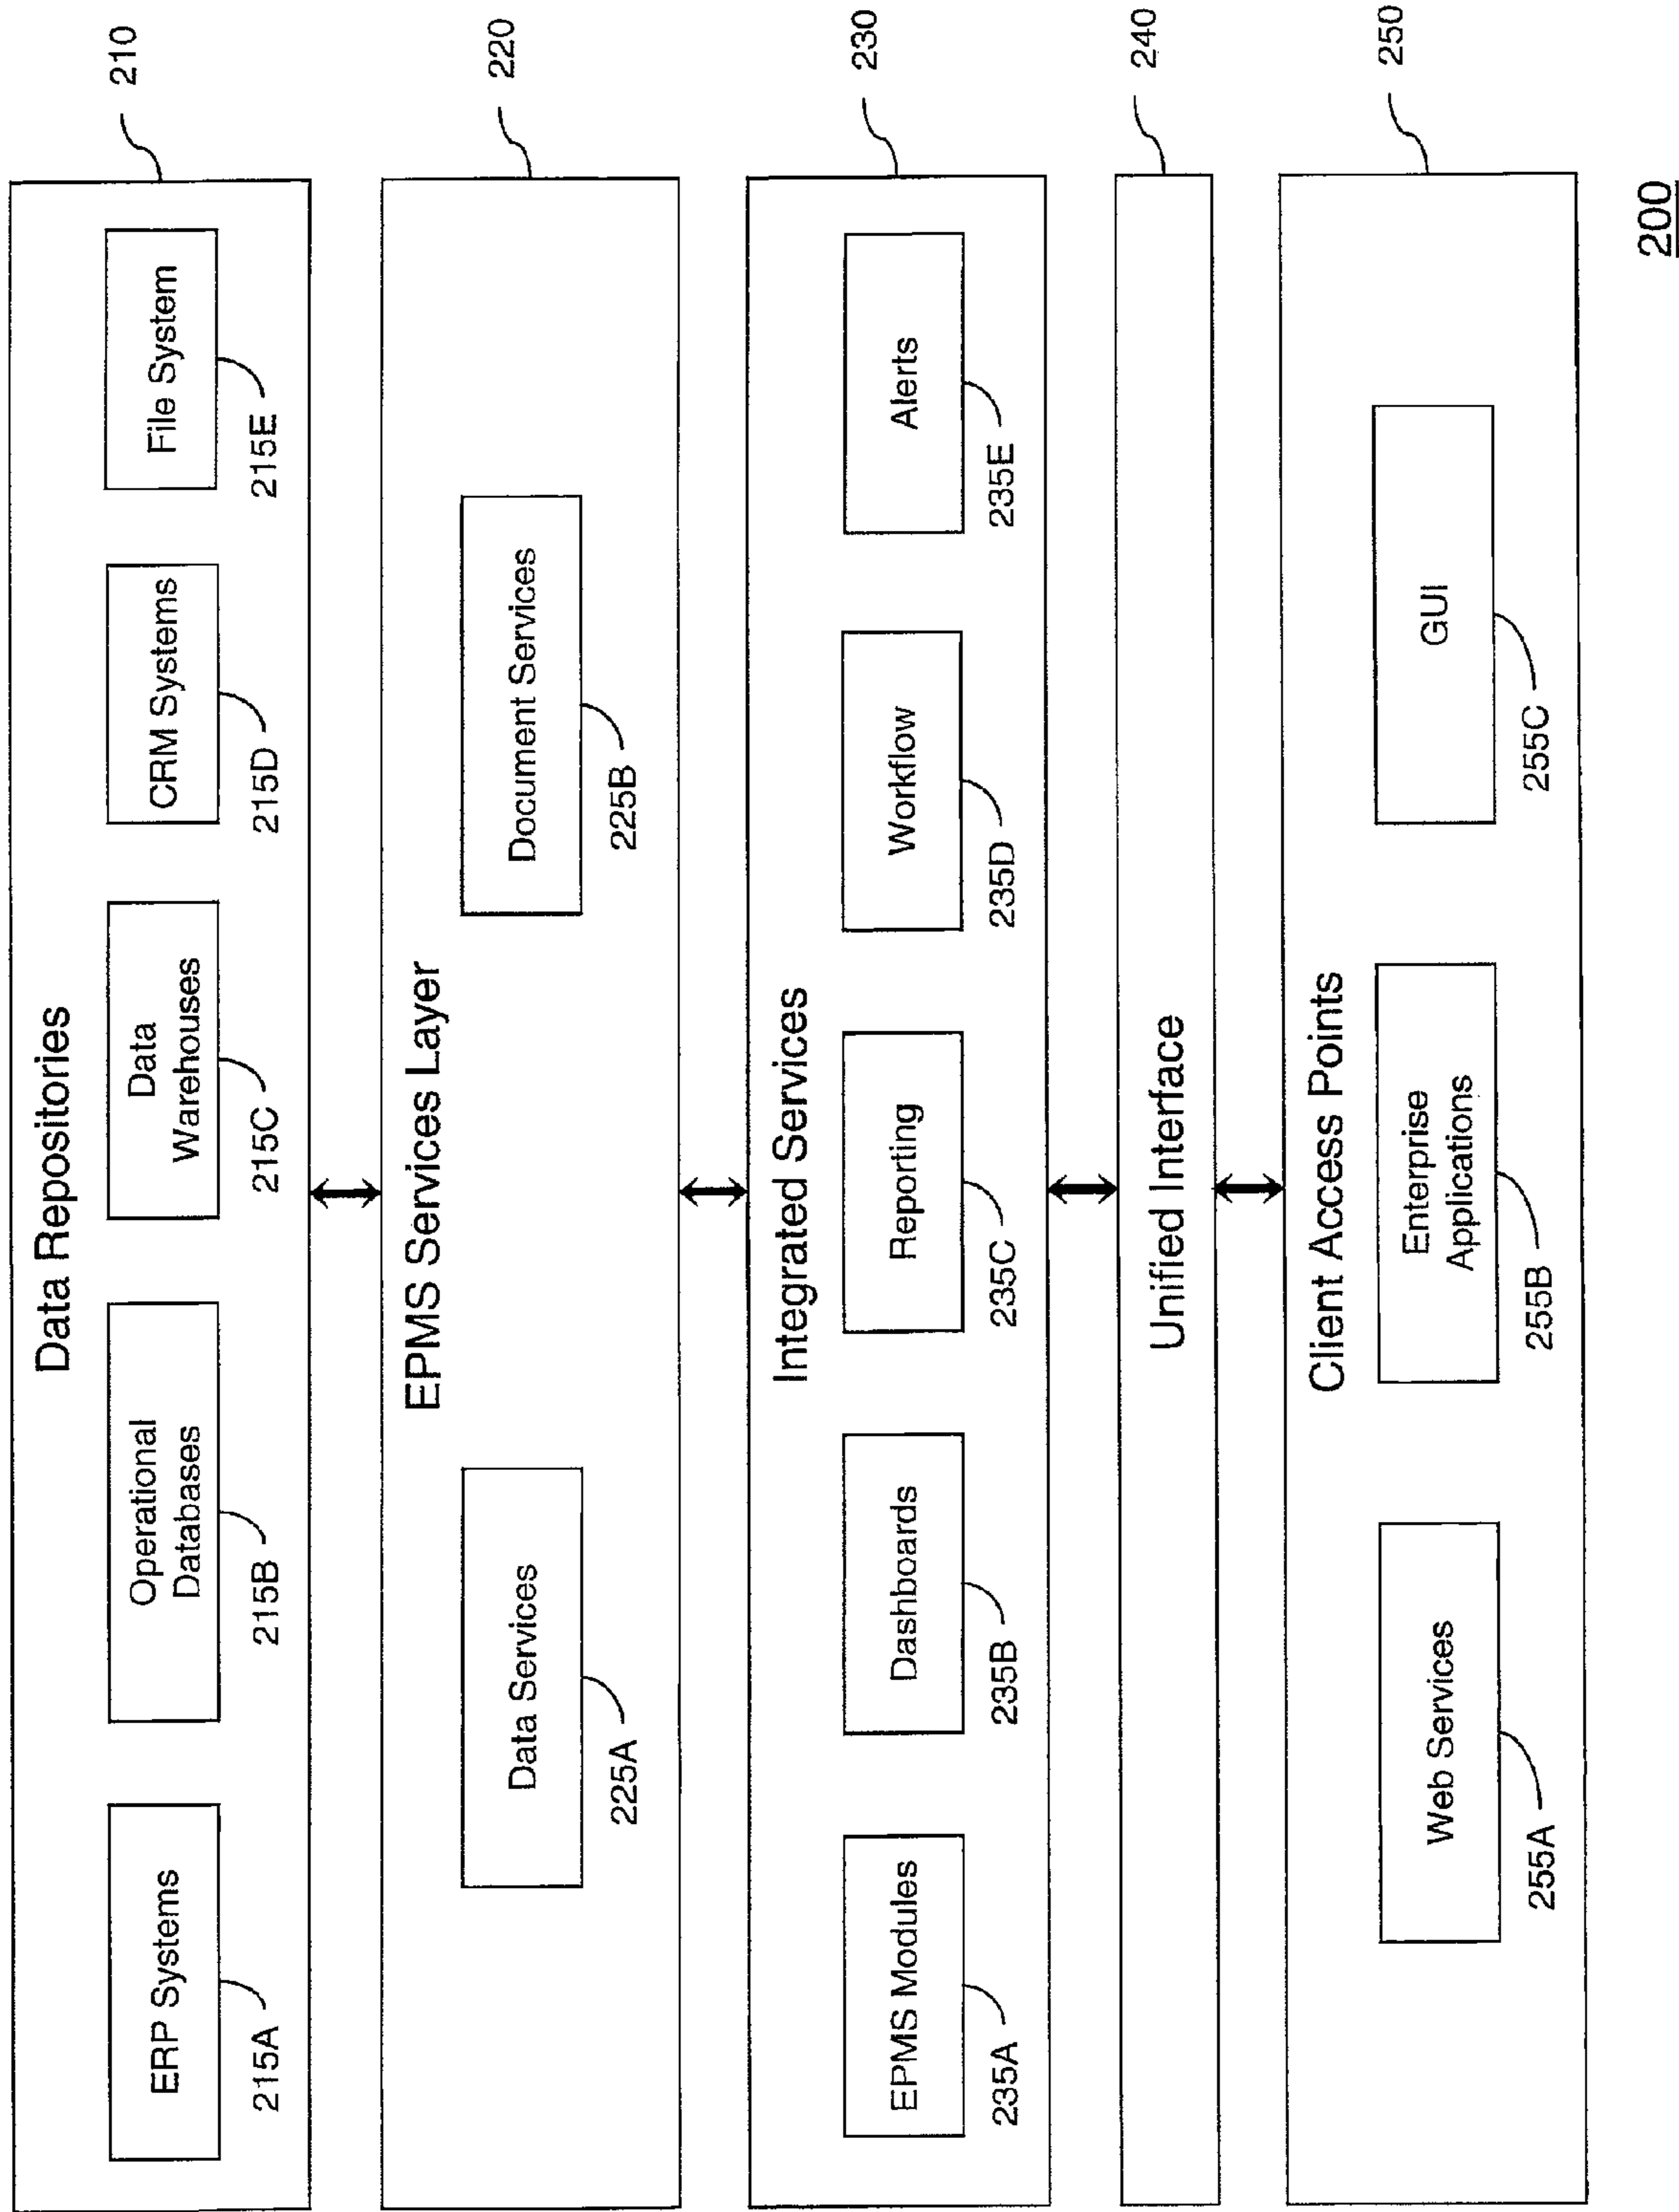 Data Repositories
210
ERP Systems
215A
Operational
Databases
215B
Data
Warehouses
215C
CRM Systems
215D
File System
215E
EPMS Services Layer
220
Data Services
225A
Document Services
225B
Integrated Services
230
EPMS Modules
235A
Dashboards
235B
Reporting
235C
Workflow
235D
Alerts
235E
Unified Interface
240
Client Access Points
250
Web Services
255A
Enterprise
Applications
255B
GUI
255C
200